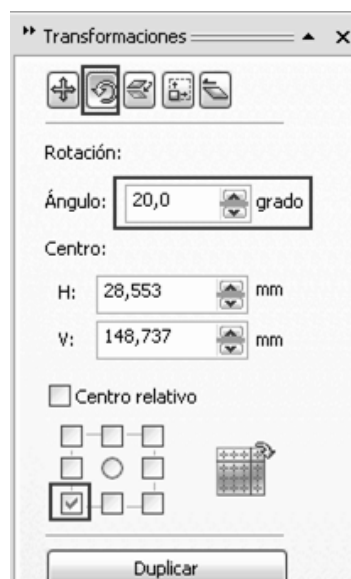 Transformaciones
Rotación:
Ángulo: 20,0 grado
Centro:
H: 28,553 mm
V: 148,737 mm
Centro relativo
Duplicar